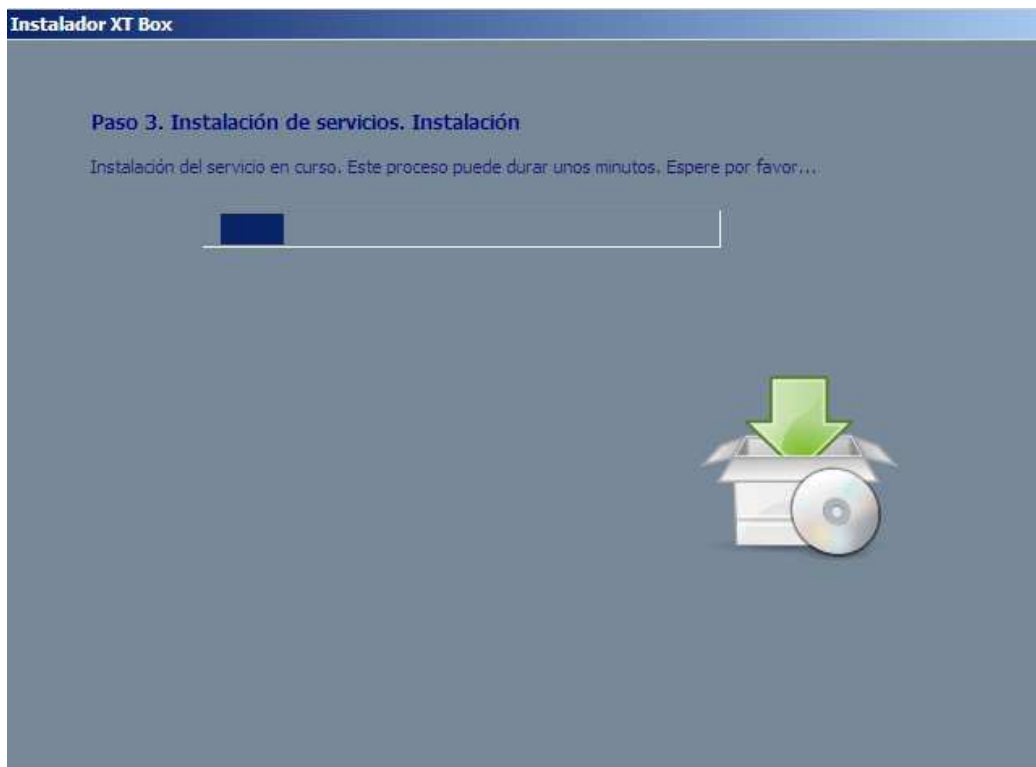 Instalador XT Box
Paso 3. Instalación de servicios. Instalación
Instalación del servicio en curso. Este proceso puede durar unos minutos. Espere por favor...